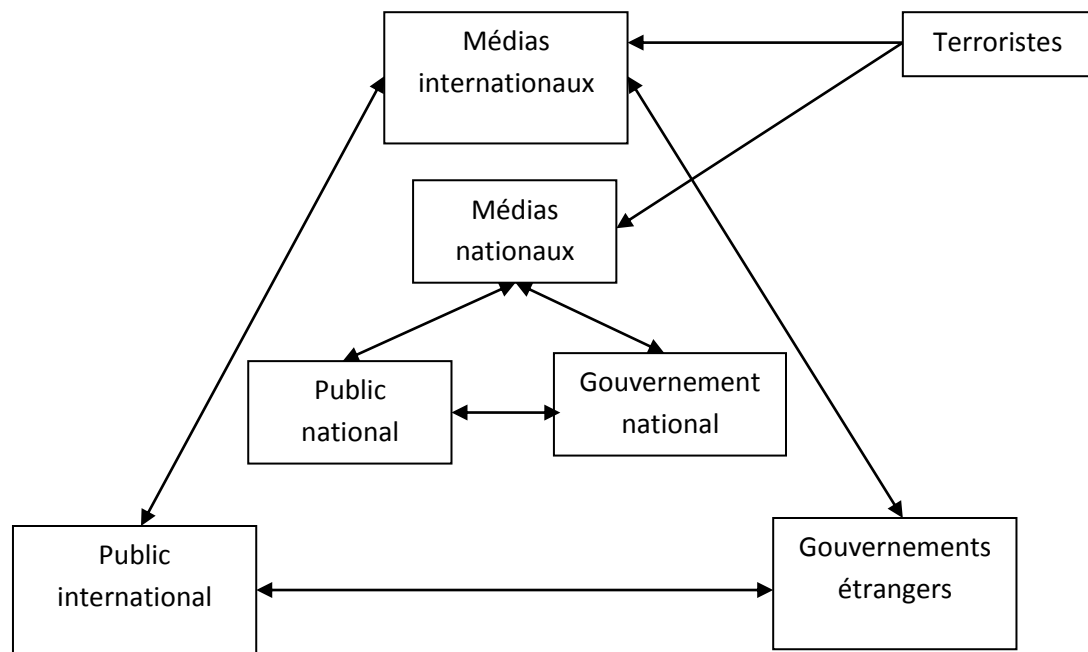 Médias
internationaux
Terroristes
Médias
nationaux
Public
national
Gouvernement
national
Public
international
Gouvernements
étrangers